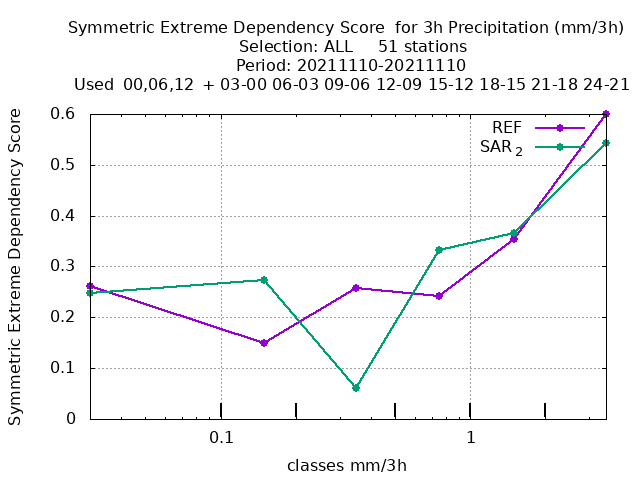 Symmetric Extreme Dependency Score  for 3h Precipitation (mm/3h)
Selection: ALL     51 stations
Period: 20211110-20211110
Used  00,06,12  + 03-00 06-03 09-06 12-09 15-12 18-15 21-18 24-21
Symmetric Extreme Dependency Score
0.6
0.5
0.4
0.3
0.2
0.1
0
REF
SAR 2
0.1
1
classes mm/3h